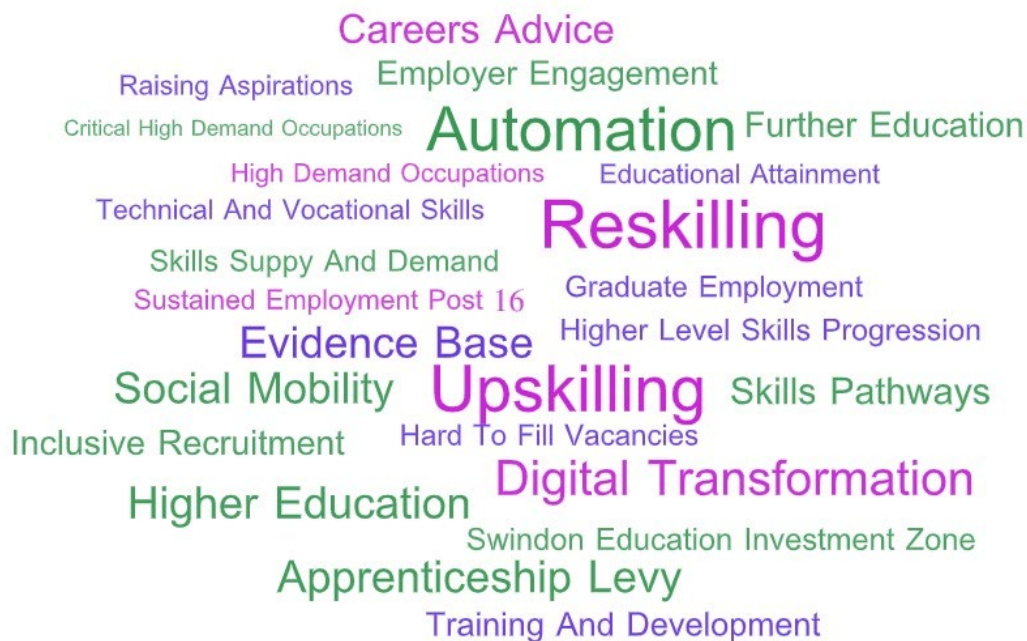 Careers Advice
Employer Engagement
Raising Aspirations
Critical High Demand Occupations
Automation
Further Education
High Demand Occupations
Educational Attainment
Technical And Vocational Skills
Reskilling
Skills Suppy And Demand
Graduate Employment
Sustained Employment Post 16
Higher Level Skills Progression
Evidence Base
Social Mobility
Upskilling
Skills Pathways
Inclusive Recruitment
Hard To Fill Vacancies
Digital Transformation
Higher Education
Swindon Education Investment Zone
Apprenticeship Levy
Training And Development